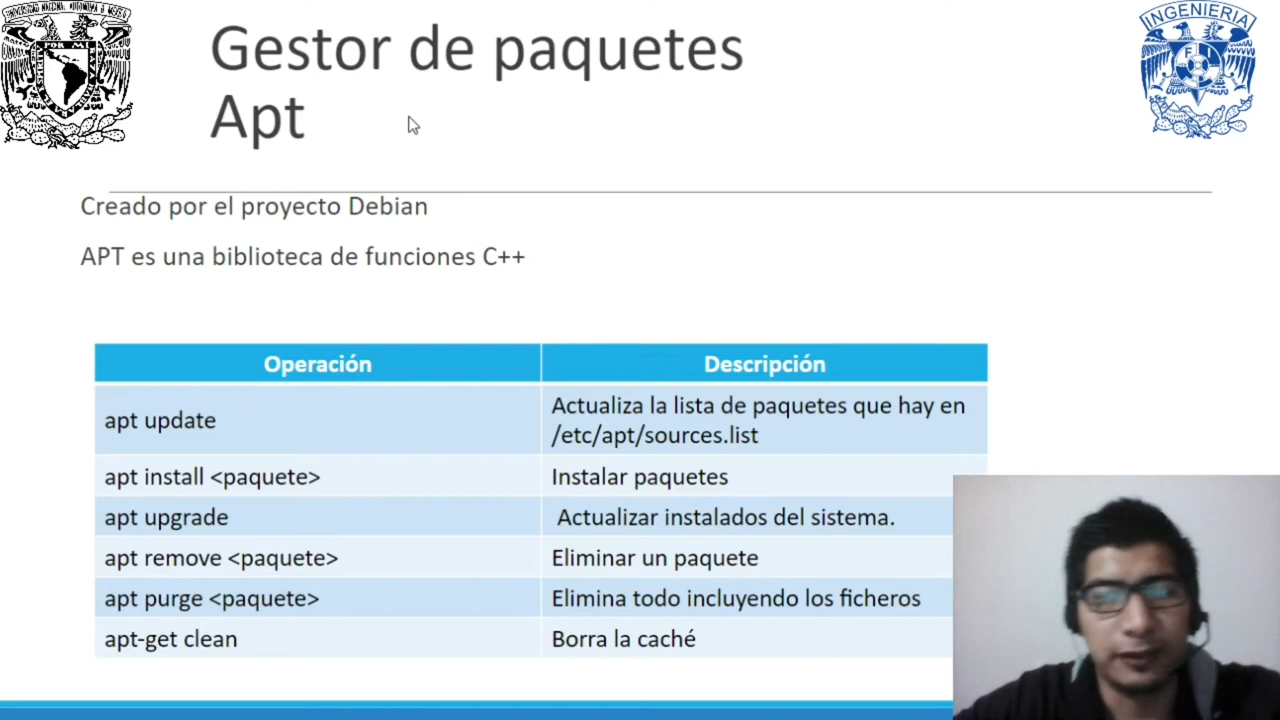 Gestor de paquetes
Apt
INGENIERIA
POR MI
Creado por el proyecto Debian
APT es una biblioteca de funciones C++
Operación Descripción
apt update Actualiza la lista de paquetes que hay en
/etc/apt/sources.list
apt install <paquete> Instalar paquetes
apt upgrade Actualizar instalados del sistema.
apt remove <paquete> Eliminar un paquete
apt purge <paquete> Elimina todo incluyendo los ficheros
apt-get clean Borra la caché